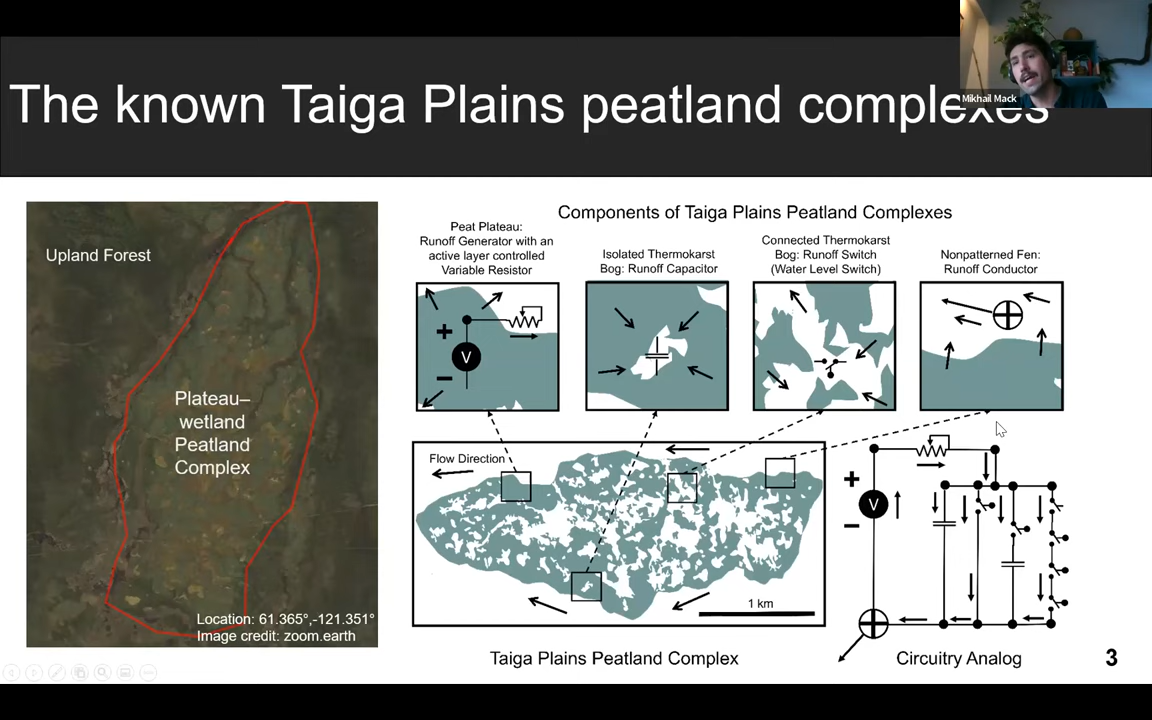 The known Taiga Plains peatland complexes
Mikhail Mack
Upland Forest
Plateau–
wetland
Peatland
Complex
Location: 61.365°,-121.351°
Image credit: zoom.earth
Components of Taiga Plains Peatland Complexes
Peat Plateau:
Runoff Generator with an
active layer controlled
Variable Resistor
Isolated Thermokarst
Bog: Runoff Capacitor
Connected Thermokarst
Bog: Runoff Switch
(Water Level Switch)
Nonpatterned Fen:
Runoff Conductor
+
V
−
Flow Direction
1 km
Taiga Plains Peatland Complex
+
V
−
Circuitry Analog
3